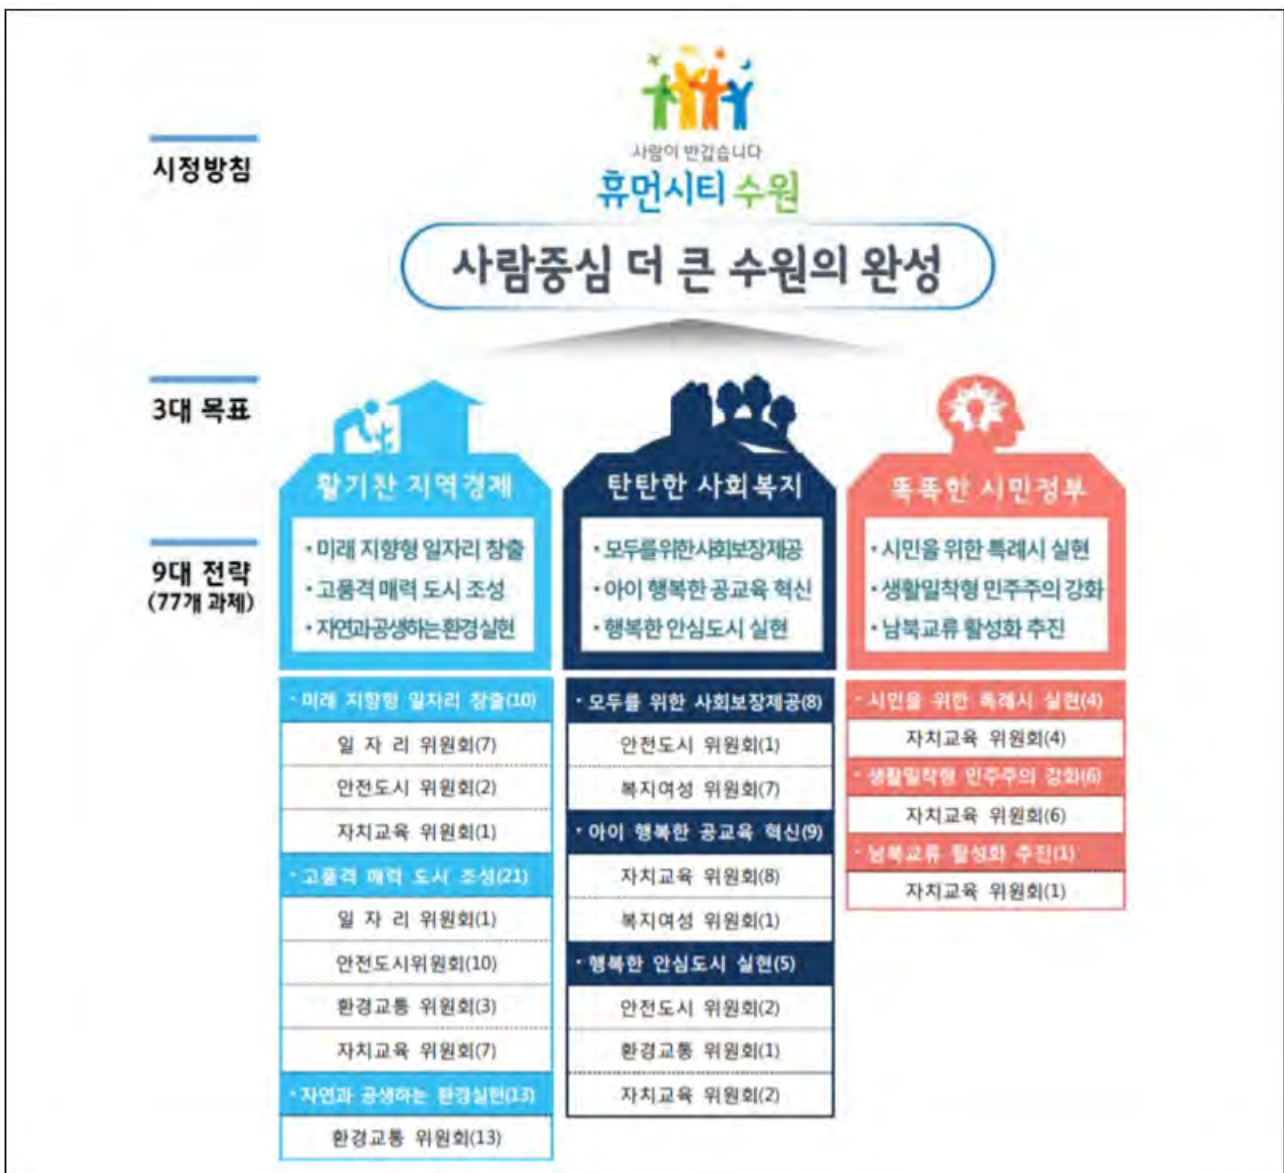 사람이 반갑습니다
휴먼시티 수원
시정방침
사람중심 더 큰 수원의 완성
3대 목표
활기찬 지역경제
탄탄한 사회복지
똑똑한 시민정부
9대 전략
(77개 과제)
· 미래 지향형 일자리 창출
· 고품격 매력 도시 조성
· 자연과공생하는환경실현
· 모두를위한사회보장제공
· 아이 행복한 공교육 혁신
· 행복한 안심도시 실현
· 시민을 위한 특례시 실현
· 생활밀착형 민주주의 강화
· 남북교류 활성화 추진
· 미래 지향형 일자리 창출(10)
일 자 리 위원회(7)
안전도시 위원회(2)
자치교육 위원회(1)
· 고품격 매력 도시 조성(21)
일 자 리 위원회(1)
안전도시위원회(10)
환경교통 위원회(3)
자치교육 위원회(7)
· 자연과 공생하는 환경실현(13)
환경교통 위원회(13)
· 모두를 위한 사회보장제공(8)
안전도시 위원회(1)
복지여성 위원회(7)
· 아이 행복한 공교육 혁신(9)
자치교육 위원회(8)
복지여성 위원회(1)
· 행복한 안심도시 실현(5)
안전도시 위원회(2)
환경교통 위원회(1)
자치교육 위원회(2)
· 시민을 위한 특례시 실현(4)
자치교육 위원회(4)
· 생활밀착형 민주주의 강화(6)
자치교육 위원회(6)
· 남북교류 활성화 추진(1)
자치교육 위원회(1)